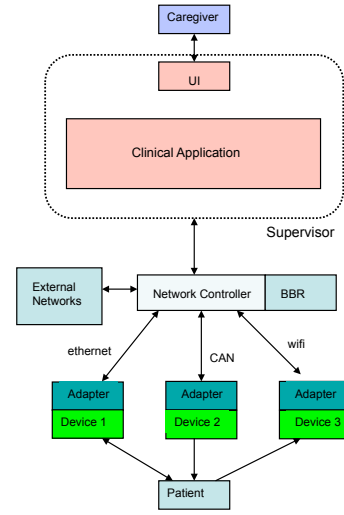 Caregiver
UI
Clinical Application
Supervisor
External
Networks
Network Controller
BBR
ethernet
CAN
wifi
Adapter
Adapter
Adapter
Device 1
Device 2
Device 3
Patient